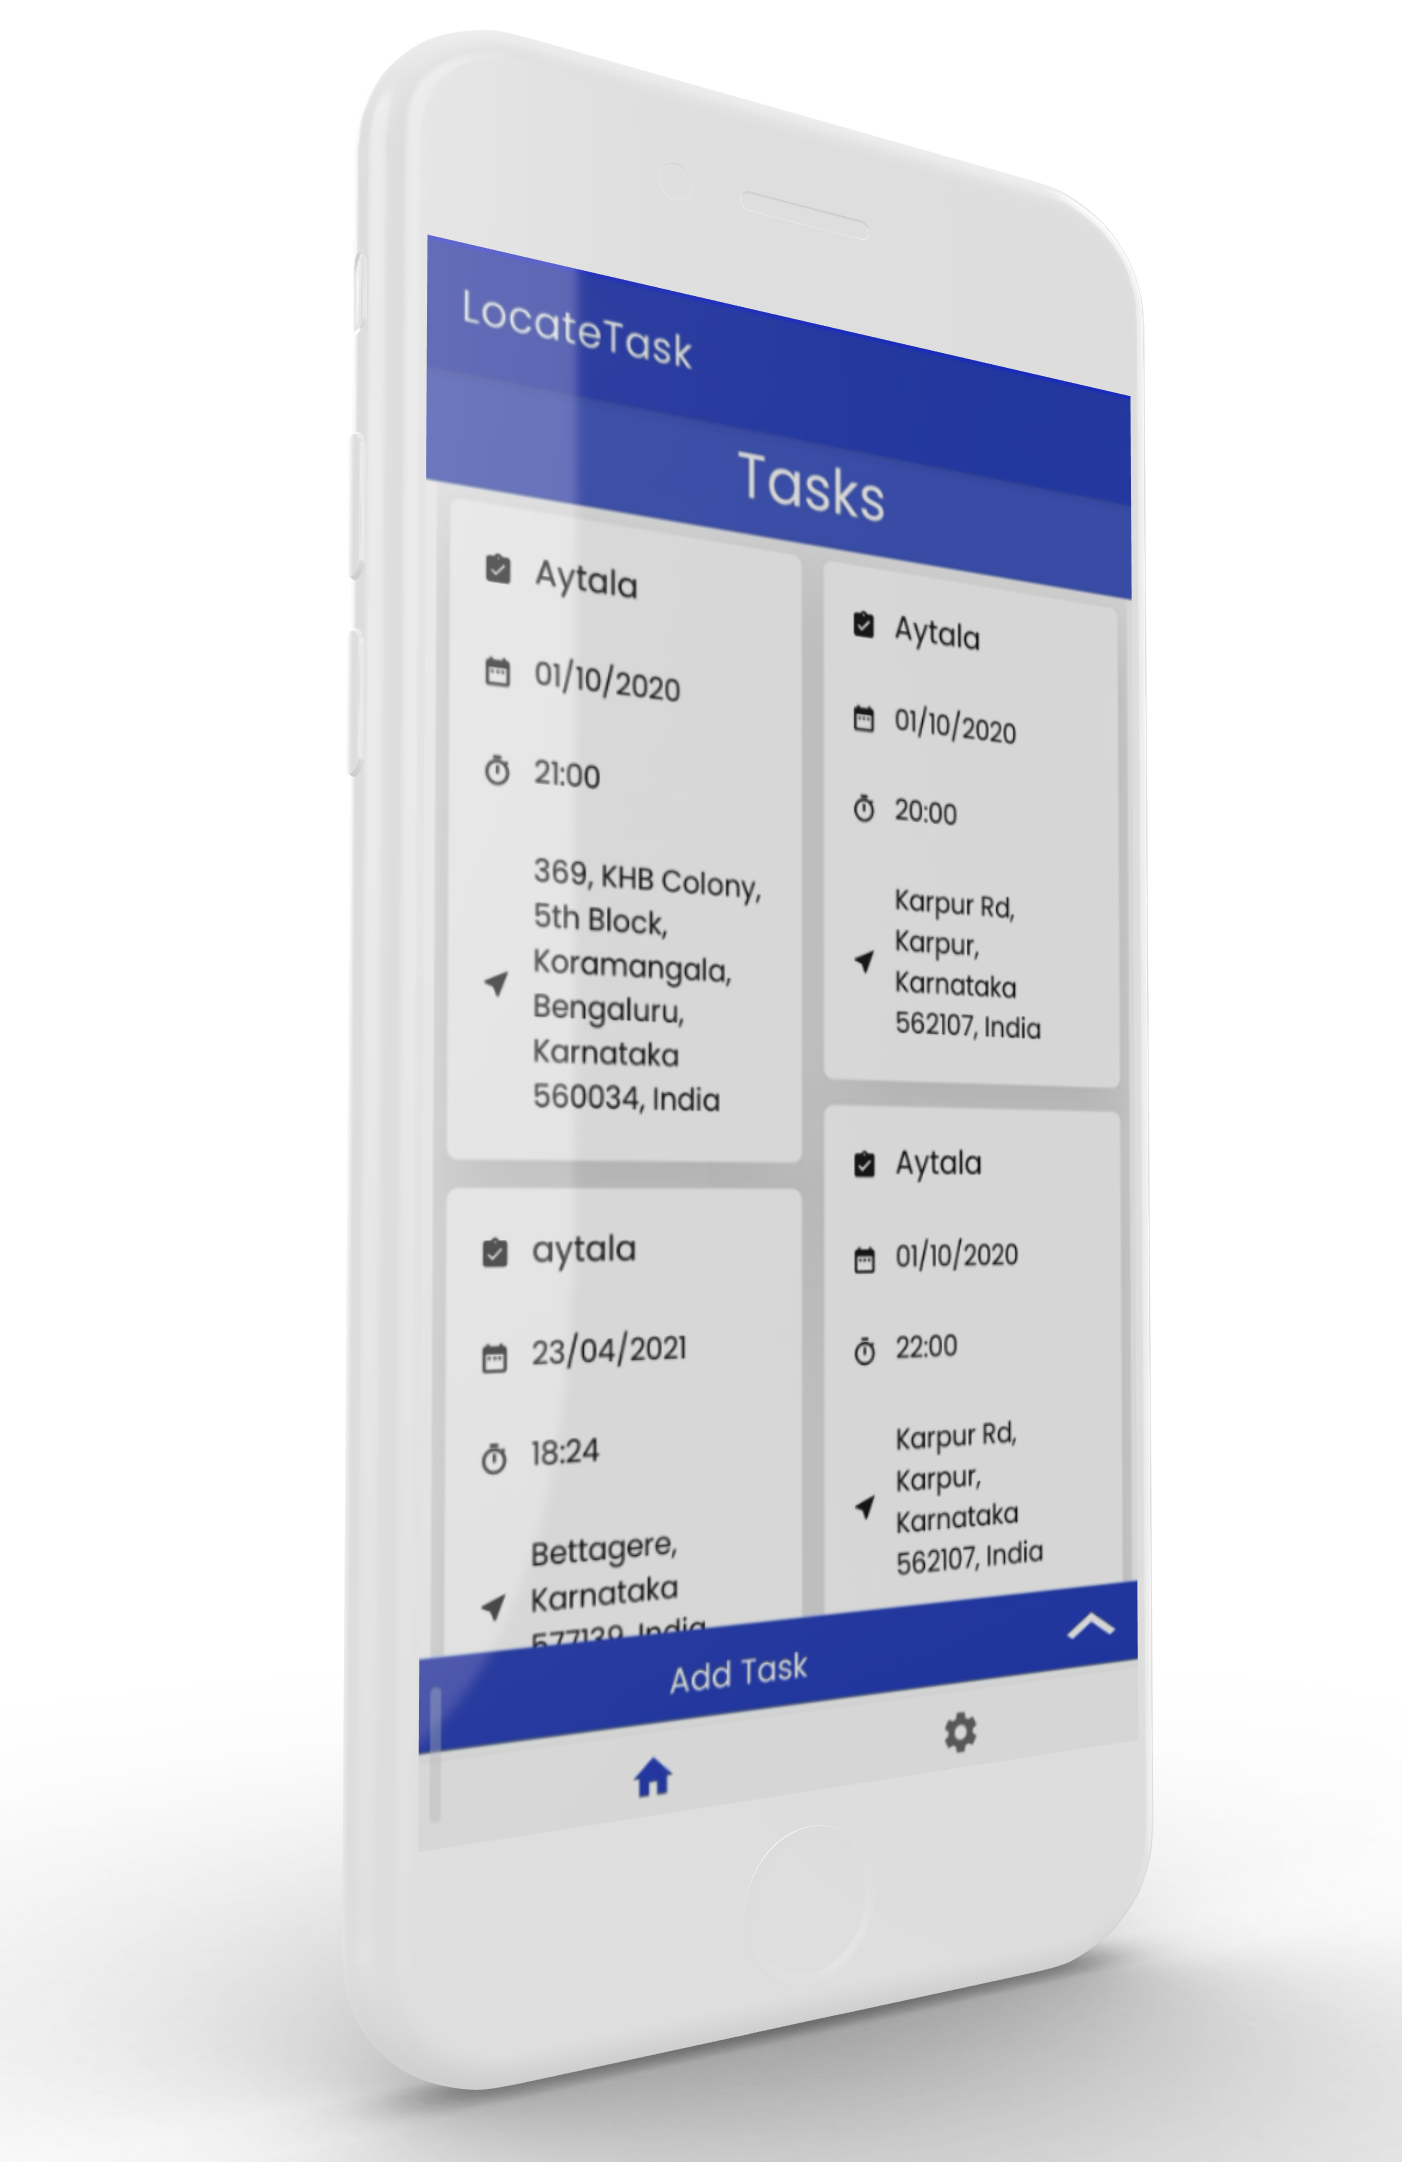 LocateTask
Tasks
Aytala
01/10/2020
21:00
369, KHB Colony,
5th Block,
Koramangala,
Bengaluru,
Karnataka
560034, India
aytala
23/04/2021
18:24
Bettagere,
Karnataka
577139, India
Aytala
01/10/2020
20:00
Karpur Rd,
Karpur,
Karnataka
562107, India
Aytala
01/10/2020
22:00
Karpur Rd,
Karpur,
Karnataka
562107, India
Add Task